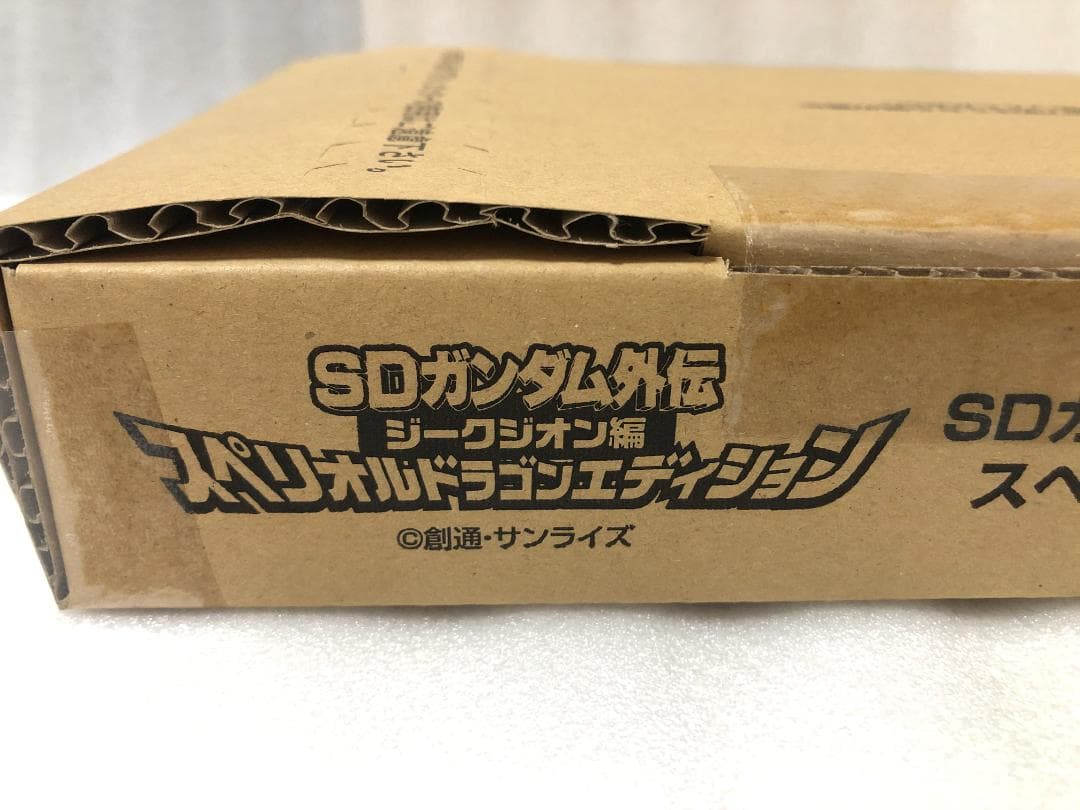 SDガンダム外伝
ジークジオン編
スペリオルドラゴンエディション
©創通・サンライズ
SDガ
スペ